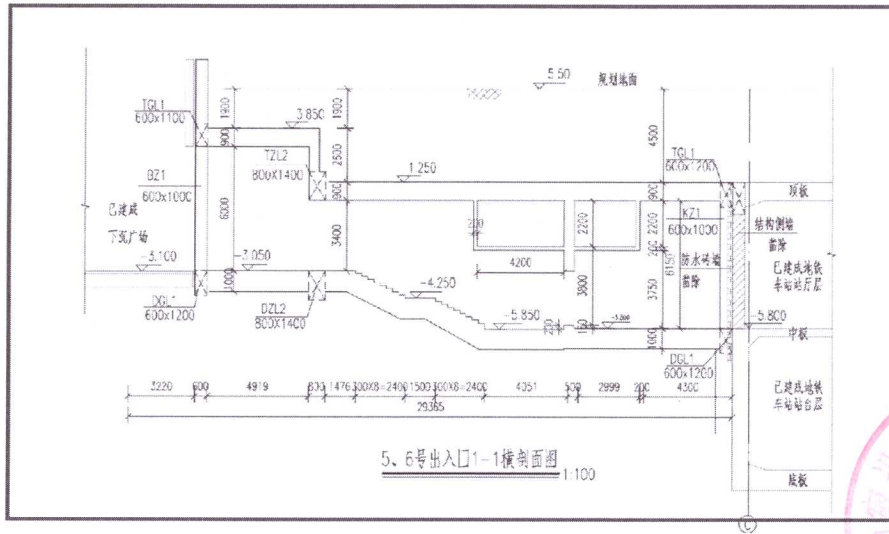 5.50
规划地面
TGL1
600x1100
1900
3.850
1900
900
TZL2
800X1400
2500
4500
1.250
TGL1
600x1200
顶板
BZ1
600x1000
6000
900
900
3400
200
2200
2200
KZ1
600x1000
结构侧墙
凿除
已建成
下沉广场
4200
200
6150
防水砖墙
凿除
已建成地铁
车站站厅层
-3.100
-3.050
3800
3750
1000
-4.250
DGL1
600x1200
DZL2
800X1400
-5.850
200
150
-5.800
中板
1000
DGL1
600x1200
已建成地铁
车站站台层
3220
600
4919
800
1476
300X8=2400
1500
300X8=2400
4051
500
2999
200
4300
29365
5、6号出入口1-1横剖面图
1:100
底板
C